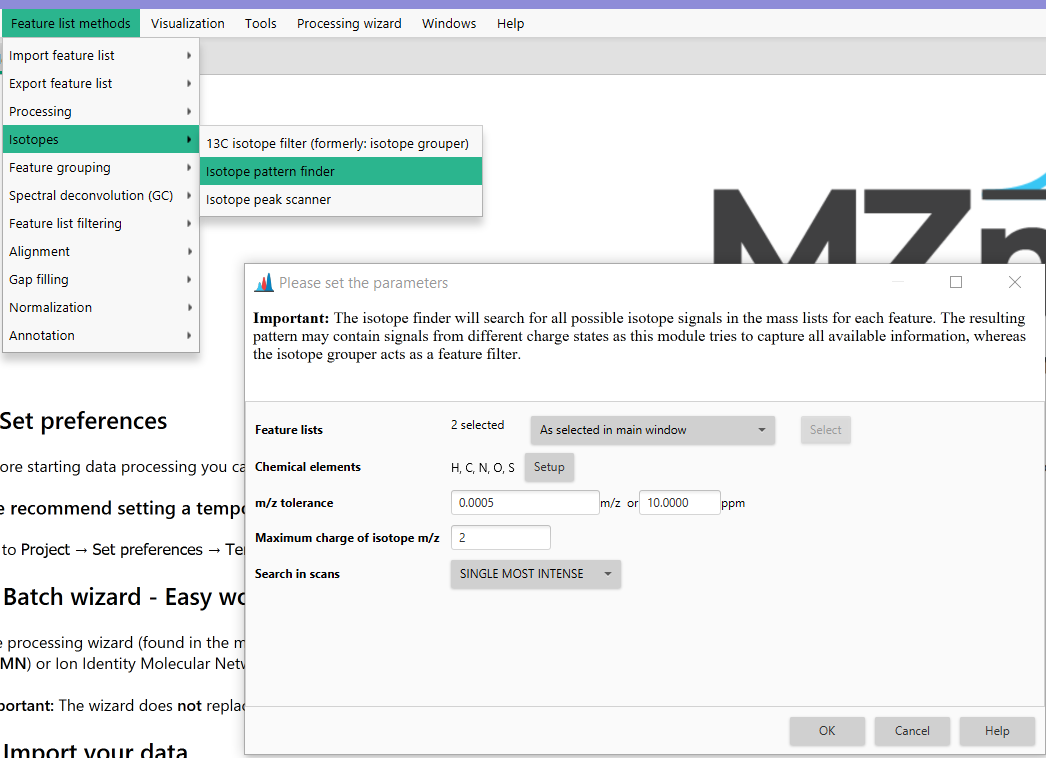 Feature list methods Visualization Tools Processing wizard Windows Help
Import feature list
Export feature list
Processing
Isotopes
Feature grouping
Spectral deconvolution (GC)
Feature list filtering
Alignment
Gap filling
Normalization
Annotation
13C isotope filter (formerly: isotope grouper)
Isotope pattern finder
Isotope peak scanner
MZ
Please set the parameters
Important: The isotope finder will search for all possible isotope signals in the mass lists for each feature. The resulting
pattern may contain signals from different charge states as this module tries to capture all available information, whereas
the isotope grouper acts as a feature filter.
Feature lists 2 selected As selected in main window Select
Chemical elements H, C, N, O, S Setup
m/z tolerance 0.0005 m/z or 10.0000 ppm
Maximum charge of isotope m/z 2
Search in scans SINGLE MOST INTENSE
OK Cancel Help
Set preferences
ore starting data processing you ca
e recommend setting a tempo
to Project → Set preferences → Te
Batch wizard - Easy wo
e processing wizard (found in the m
MN) or Ion Identity Molecular Netw
portant: The wizard does not replac
Import your data